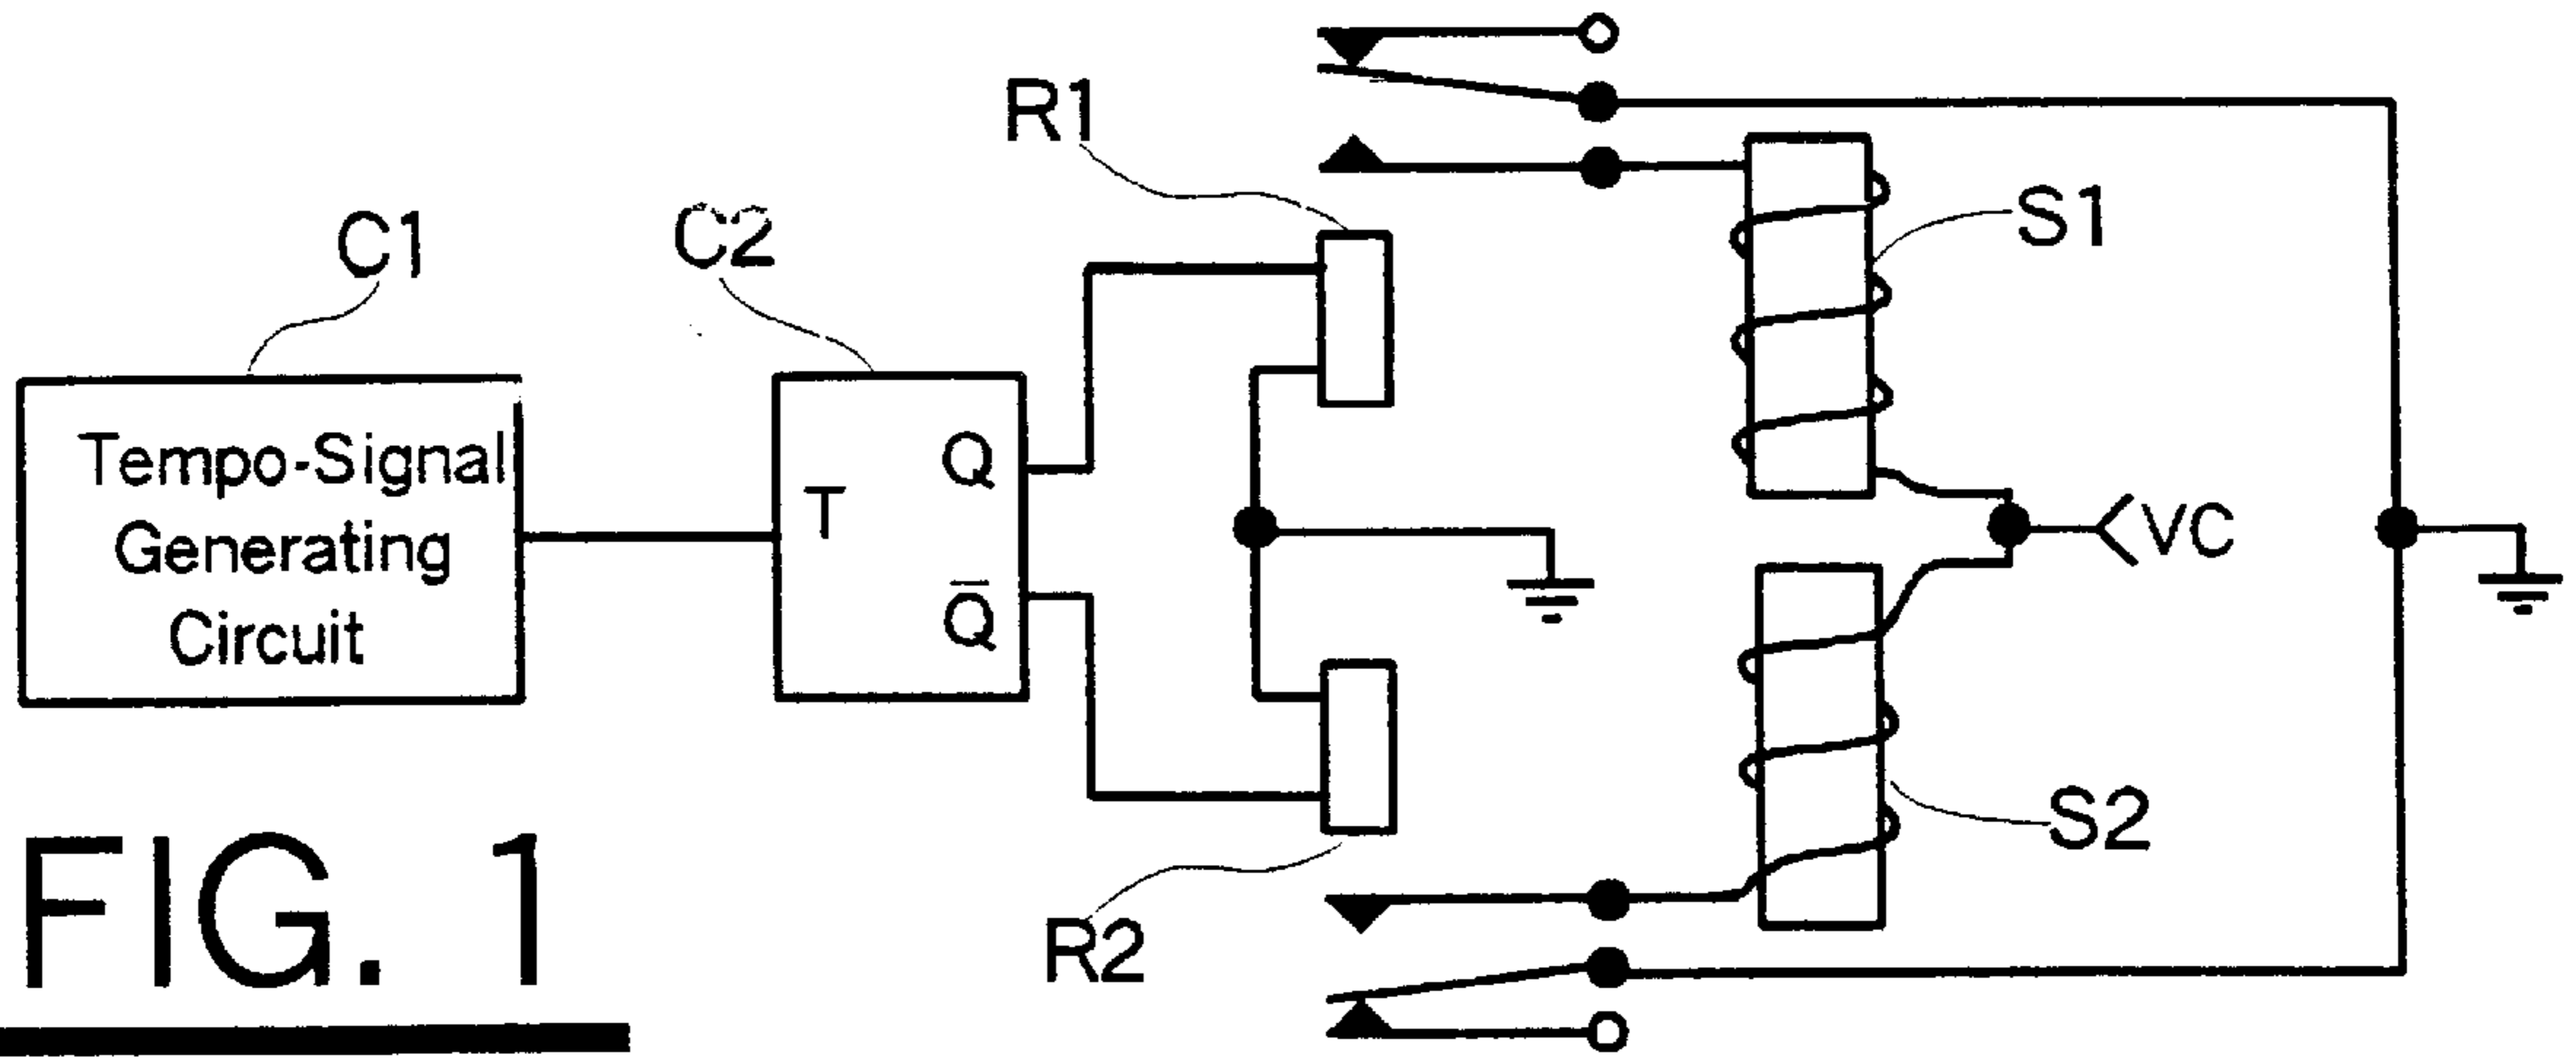 R1
C1
C2
S1
Tempo-Signal
Generating
Circuit
T
Q
Q̅
VC
S2
R2
FIG. 1